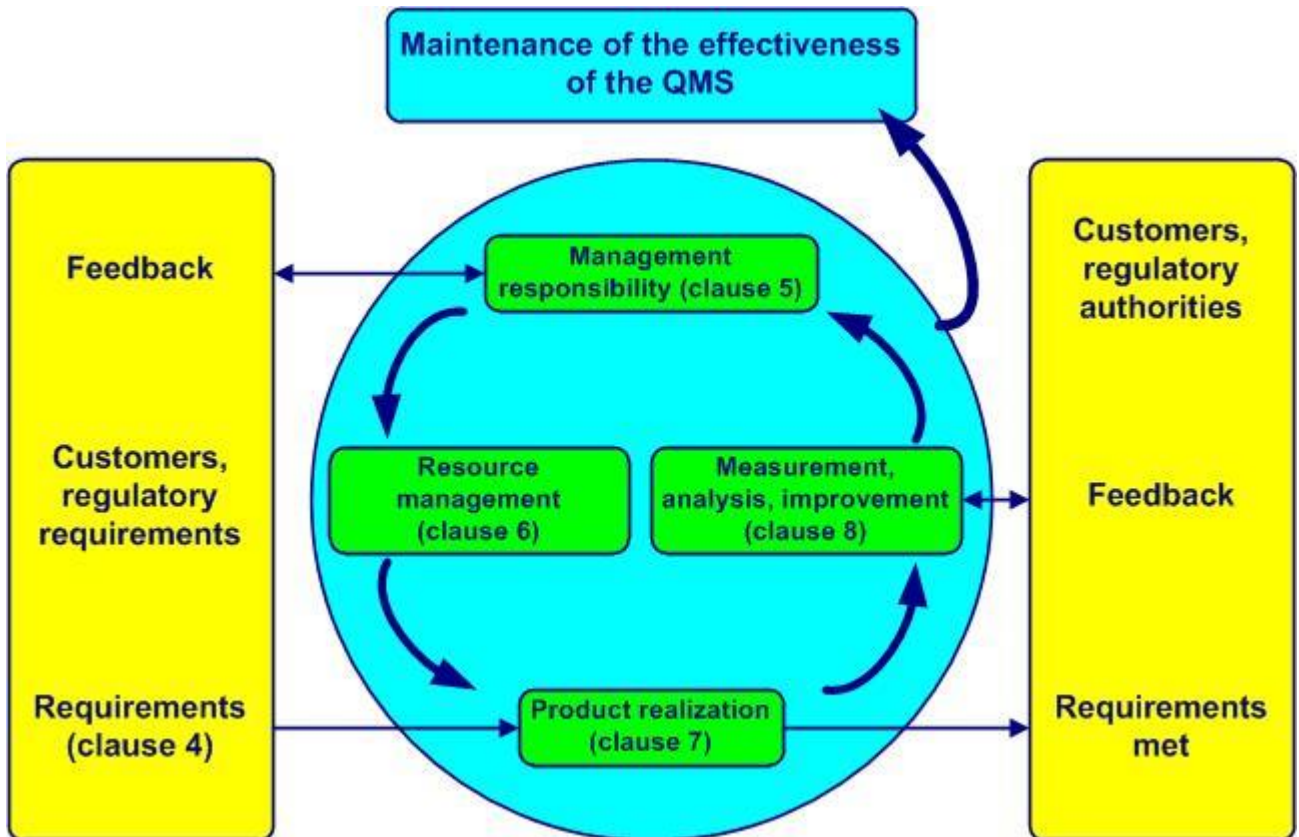 Maintenance of the effectiveness
of the QMS
Feedback
Customers,
regulatory
requirements
Requirements
(clause 4)
Management
responsibility (clause 5)
Resource
management
(clause 6)
Measurement,
analysis, improvement
(clause 8)
Product realization
(clause 7)
Customers,
regulatory
authorities
Feedback
Requirements
met